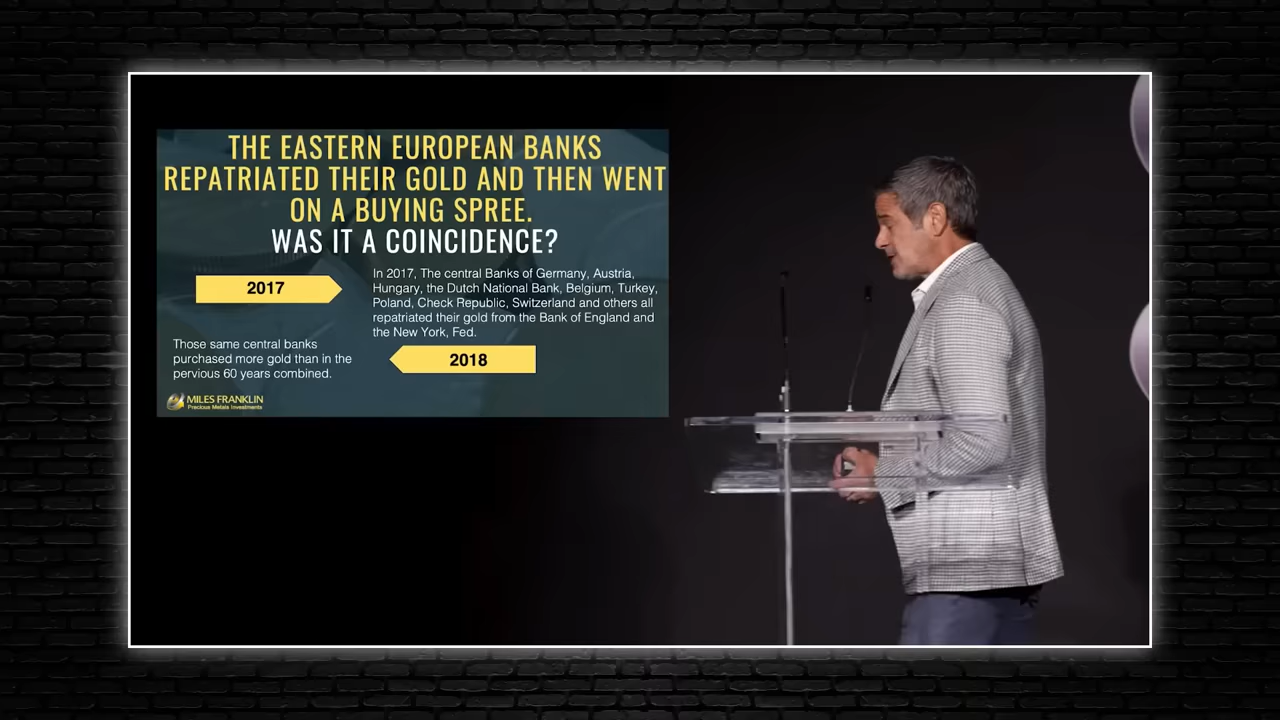 THE EASTERN EUROPEAN BANKS
REPATRIATED THEIR GOLD AND THEN WENT
ON A BUYING SPREE.
WAS IT A COINCIDENCE?
2017
In 2017, The central Banks of Germany, Austria,
Hungary, the Dutch National Bank, Belgium, Turkey,
Poland, Check Republic, Switzerland and others all
repatriated their gold from the Bank of England and
the New York, Fed.
Those same central banks
purchased more gold than in the
pervious 60 years combined.
2018
MILES FRANKLIN
Precious Metals Investments